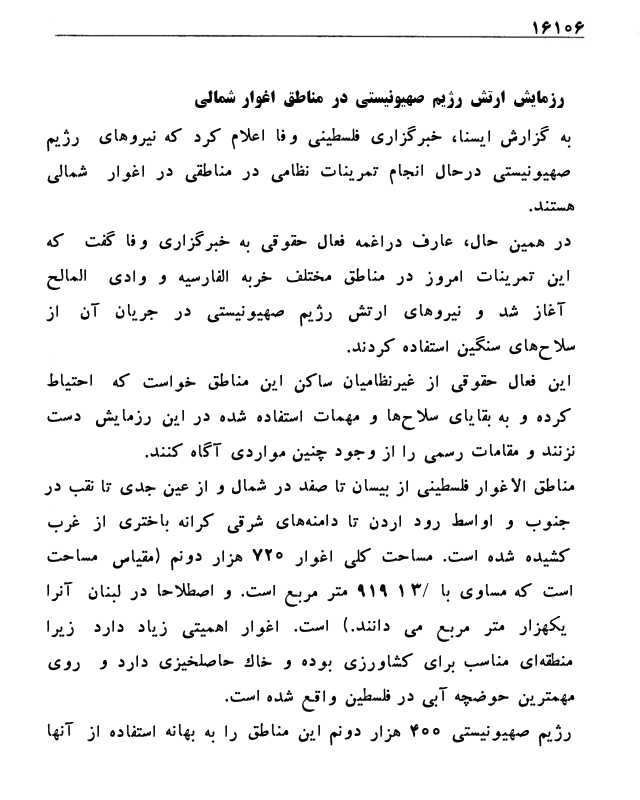 ۱۶۱۰۶
رزمایش ارتش رژیم صهیونیستی در مناطق اغوار شمالی
به گزارش ایسنا، خبرگزاری فلسطینی وفا اعلام کرد که نیروهای رژیم
صهیونیستی درحال انجام تمرینات نظامی در مناطقی در اغوار شمالی
هستند.
در همین حال، عارف دراغمه فعال حقوقی به خبرگزاری وفا گفت که
این تمرینات امروز در مناطق مختلف خربه الفارسیه و وادی المالح
آغاز شد و نیروهای ارتش رژیم صهیونیستی در جریان آن از
سلاح‌های سنگین استفاده کردند.
این فعال حقوقی از غیرنظامیان ساکن این مناطق خواست که احتیاط
کرده و به بقایای سلاح‌ها و مهمات استفاده شده در این رزمایش دست
نزنند و مقامات رسمی را از وجود چنین مواردی آگاه کنند.
مناطق الاغوار فلسطینی از بیسان تا صفد در شمال و از عین جدی تا نقب در
جنوب و اواسط رود اردن تا دامنه‌های شرقی کرانه باختری از غرب
کشیده شده است. مساحت کلی اغوار ۷۲۰ هزار دونم (مقیاس مساحت
است که مساوی با /۱۳ ۹۱۹ متر مربع است. و اصطلاحا در لبنان آنرا
یکهزار متر مربع می دانند.) است. اغوار اهمیتی زیاد دارد زیرا
منطقه‌ای مناسب برای کشاورزی بوده و خاك حاصلخیزی دارد و روی
مهمترین حوضچه آبی در فلسطین واقع شده است.
رژیم صهیونیستی ۴۰۰ هزار دونم این مناطق را به بهانه استفاده از آنها